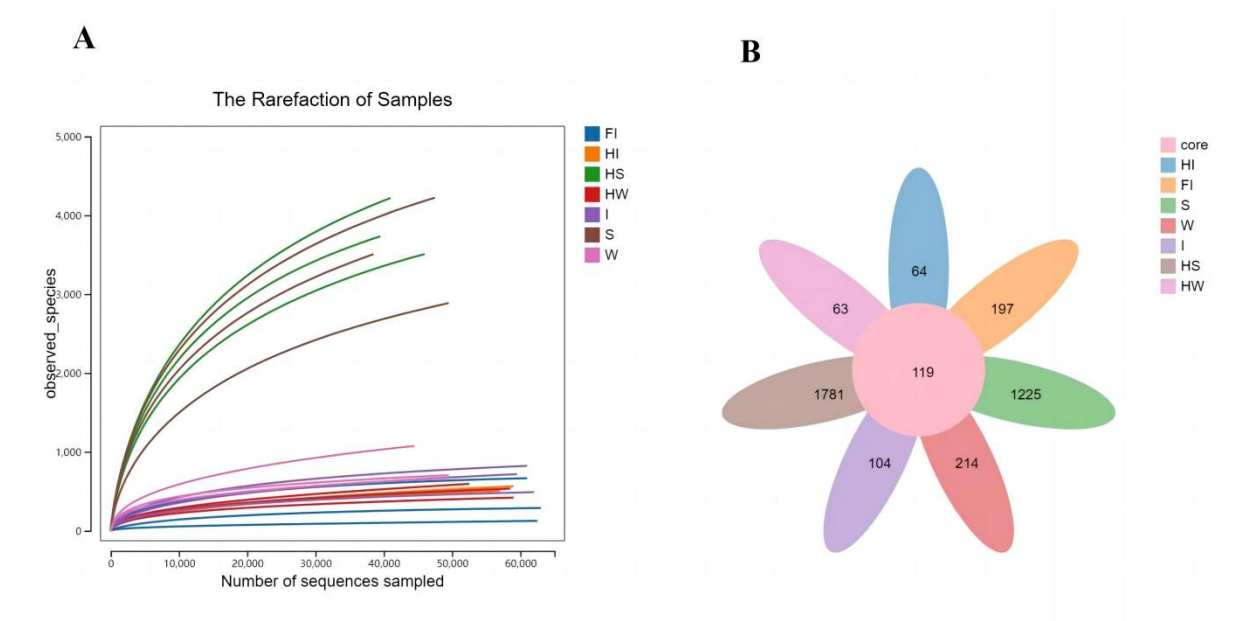 A
The Rarefaction of Samples
observed_species
5,000
4,000
3,000
2,000
1,000
0
0 10,000 20,000 30,000 40,000 50,000 60,000
Number of sequences sampled
FI
HI
HS
HW
I
S
W
B
64
63
197
119
1781
1225
104
214
core
HI
FI
S
W
I
HS
HW